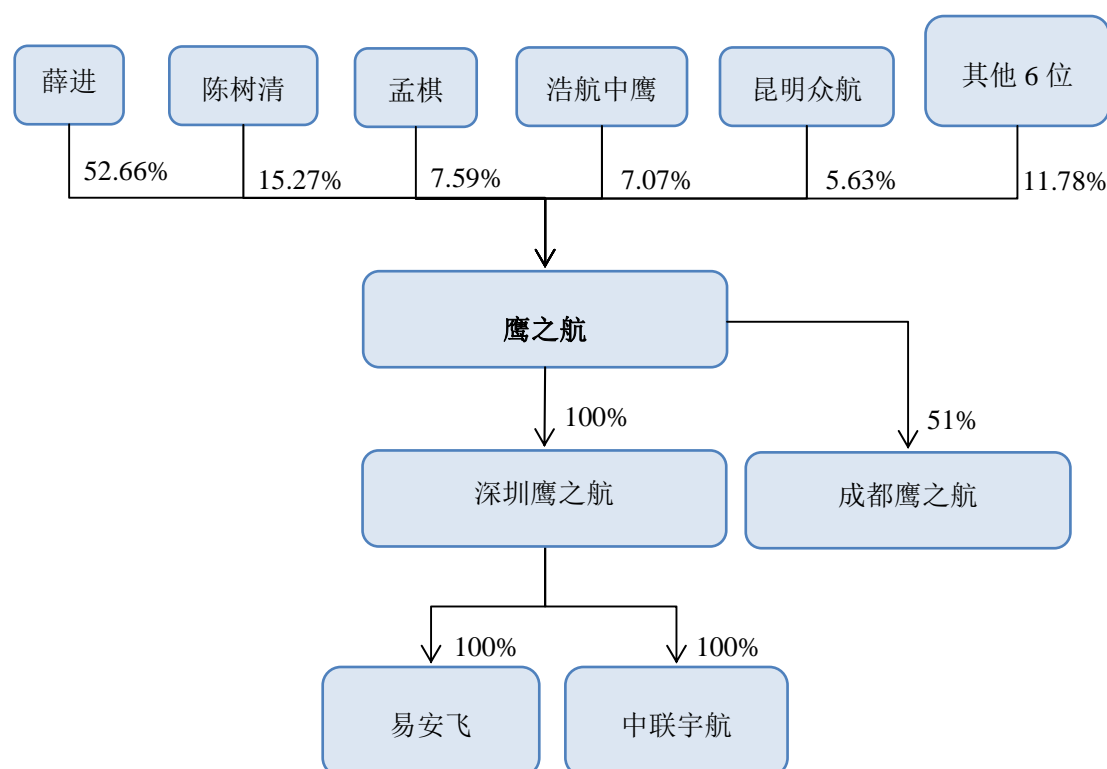 薛进
陈树清
孟棋
浩航中鹰
昆明众航
其他 6 位
52.66%
15.27%
7.59%
7.07%
5.63%
11.78%
鹰之航
100%
51%
深圳鹰之航
成都鹰之航
100%
100%
易安飞
中联宇航